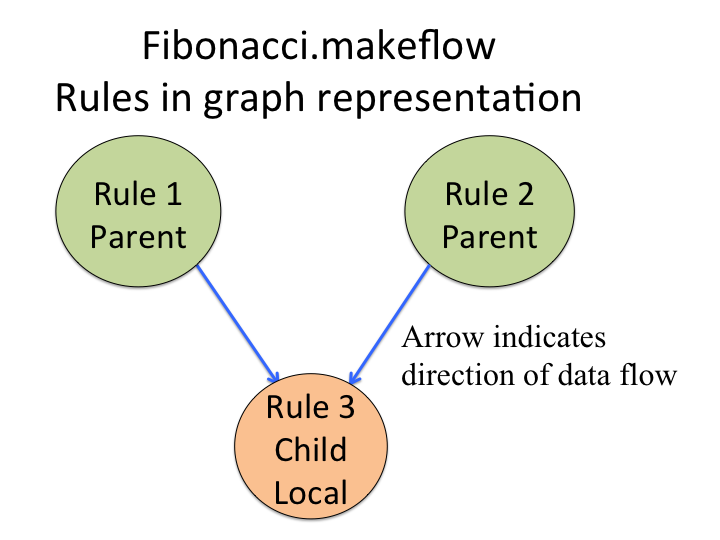 Fibonacci.makeflow
Rules in graph representation
Rule 1
Parent
Rule 2
Parent
Arrow indicates
direction of data flow
Rule 3
Child
Local